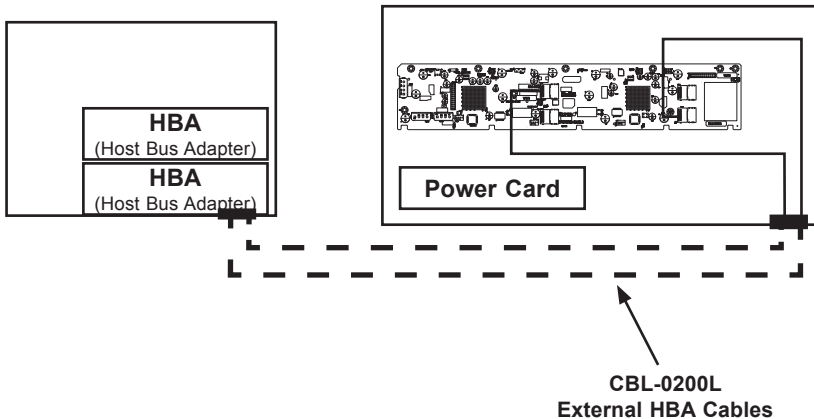 HBA
(Host Bus Adapter)
HBA
(Host Bus Adapter)
Power Card
CBL-0200L
External HBA Cables